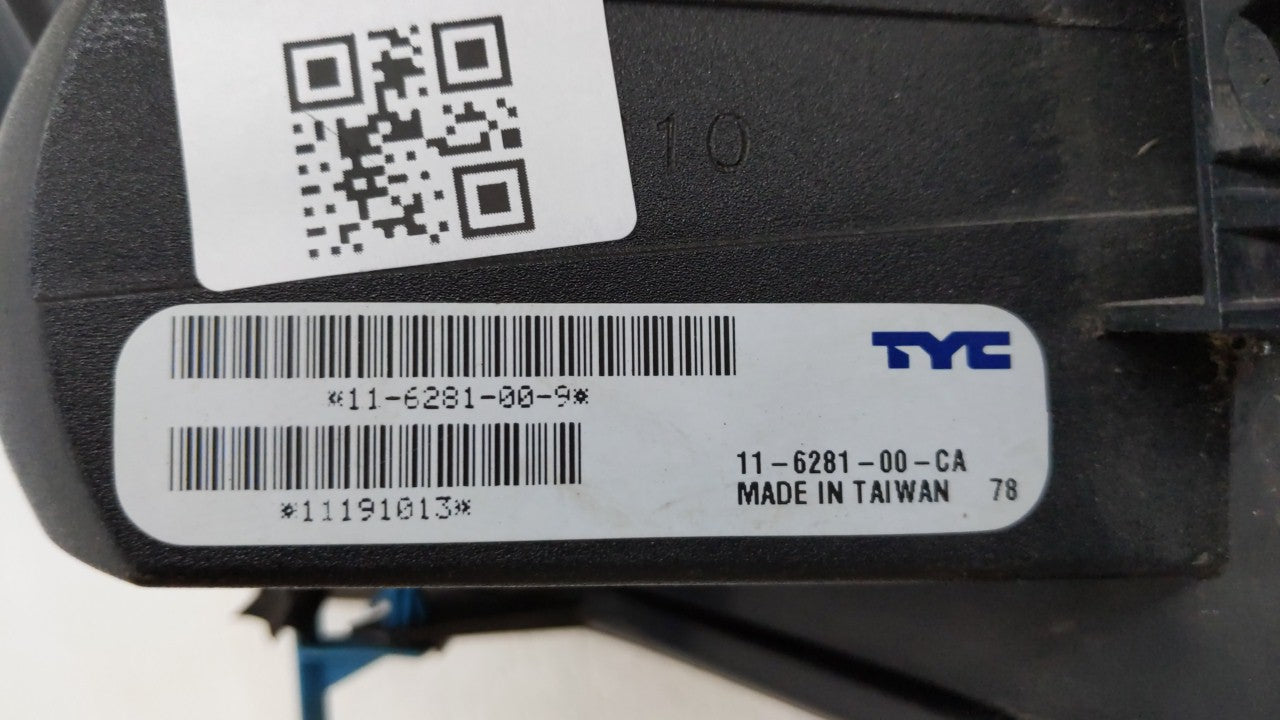 10
TYC
*11-6281-00-9*
11-6281-00-CA
*11191013*
MADE IN TAIWAN 78